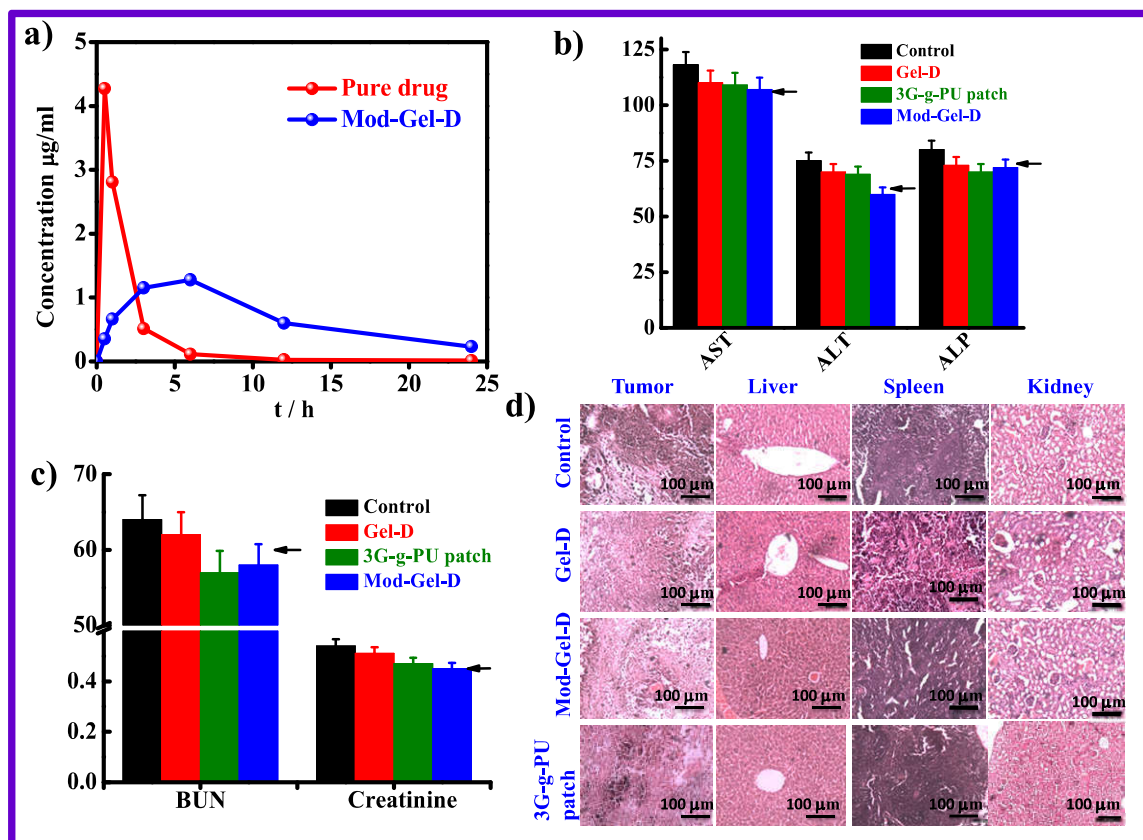 a)
5
4
3
2
1
0
Concentration µg/ml
Pure drug
Mod-Gel-D
0 5 10 15 20 25
t / h
b)
125
100
75
50
25
0
Control
Gel-D
3G-g-PU patch
Mod-Gel-D
AST ALT ALP
c)
70
60
50
0.4
0.2
0.0
Control
Gel-D
3G-g-PU patch
Mod-Gel-D
BUN Creatinine
d)
Tumor Liver Spleen Kidney
Control
100 µm 100 µm 100 µm 100 µm
Gel-D
100 µm 100 µm 100 µm 100 µm
Mod-Gel-D
100 µm 100 µm 100 µm 100 µm
3G-g-PU
patch
100 µm 100 µm 100 µm 100 µm